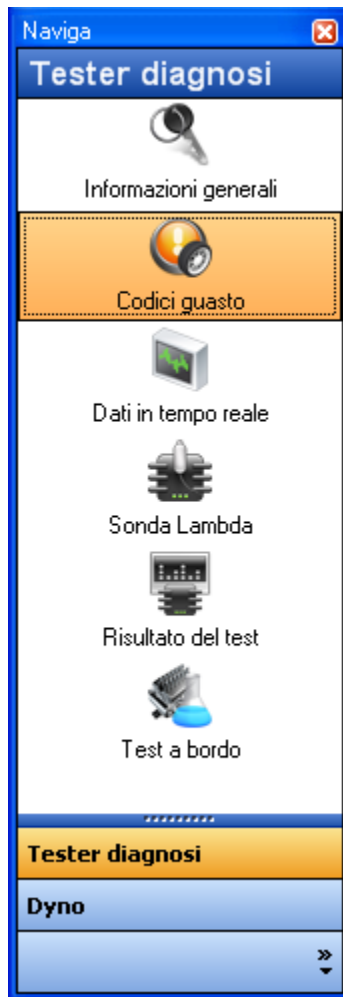 Naviga
Tester diagnosi
Informazioni generali
Codici guasto
Dati in tempo reale
Sonda Lambda
Risultato del test
Test a bordo
Tester diagnosi
Dyno